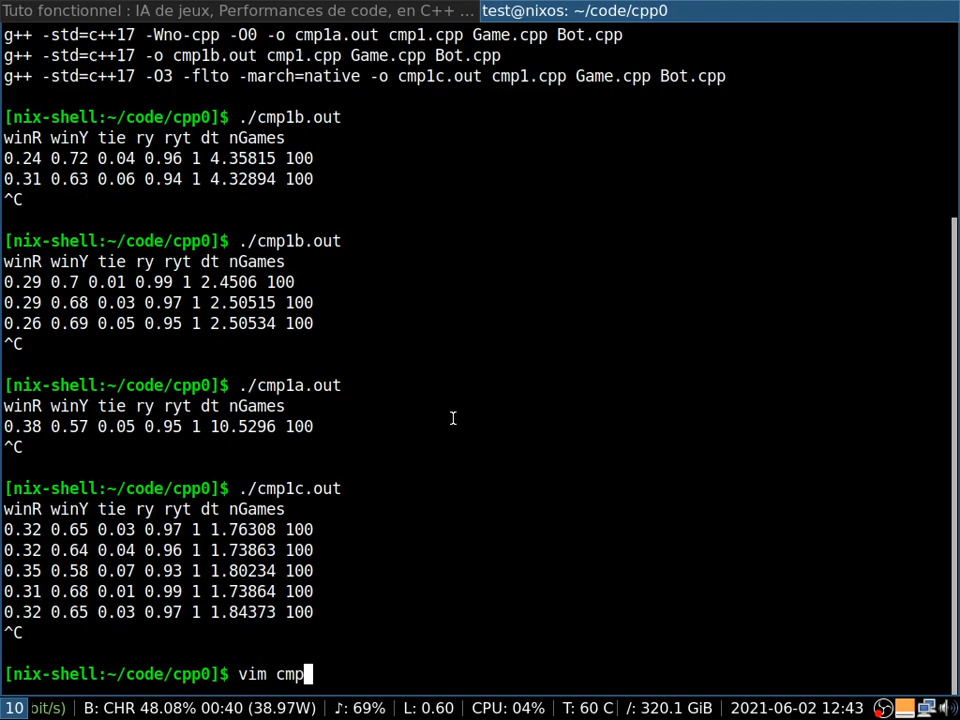 Tuto fonctionnel : IA de jeux, Performances de code, en C++ ...
test@nixos: ~/code/cpp0
g++ -std=c++17 -Wno-cpp -O0 -o cmp1a.out cmp1.cpp Game.cpp Bot.cpp
g++ -std=c++17 -o cmp1b.out cmp1.cpp Game.cpp Bot.cpp
g++ -std=c++17 -O3 -flto -march=native -o cmp1c.out cmp1.cpp Game.cpp Bot.cpp
[nix-shell:~/code/cpp0]$ ./cmp1b.out
winR winY tie ry ryt dt nGames
0.24 0.72 0.04 0.96 1 4.35815 100
0.31 0.63 0.06 0.94 1 4.32894 100
^C
[nix-shell:~/code/cpp0]$ ./cmp1b.out
winR winY tie ry ryt dt nGames
0.29 0.7 0.01 0.99 1 2.4506 100
0.29 0.68 0.03 0.97 1 2.50515 100
0.26 0.69 0.05 0.95 1 2.50534 100
^C
[nix-shell:~/code/cpp0]$ ./cmp1a.out
winR winY tie ry ryt dt nGames
0.38 0.57 0.05 0.95 1 10.5296 100
^C
[nix-shell:~/code/cpp0]$ ./cmp1c.out
winR winY tie ry ryt dt nGames
0.32 0.65 0.03 0.97 1 1.76308 100
0.32 0.64 0.04 0.96 1 1.73863 100
0.35 0.58 0.07 0.93 1 1.80234 100
0.31 0.68 0.01 0.99 1 1.73864 100
0.32 0.65 0.03 0.97 1 1.84373 100
^C
[nix-shell:~/code/cpp0]$ vim cmp
10 bit/s) | B: CHR 48.08% 00:40 (38.97W) | ♪: 69% | L: 0.60 | CPU: 04% | T: 60 C | /: 320.1 GiB | 2021-06-02 12:43